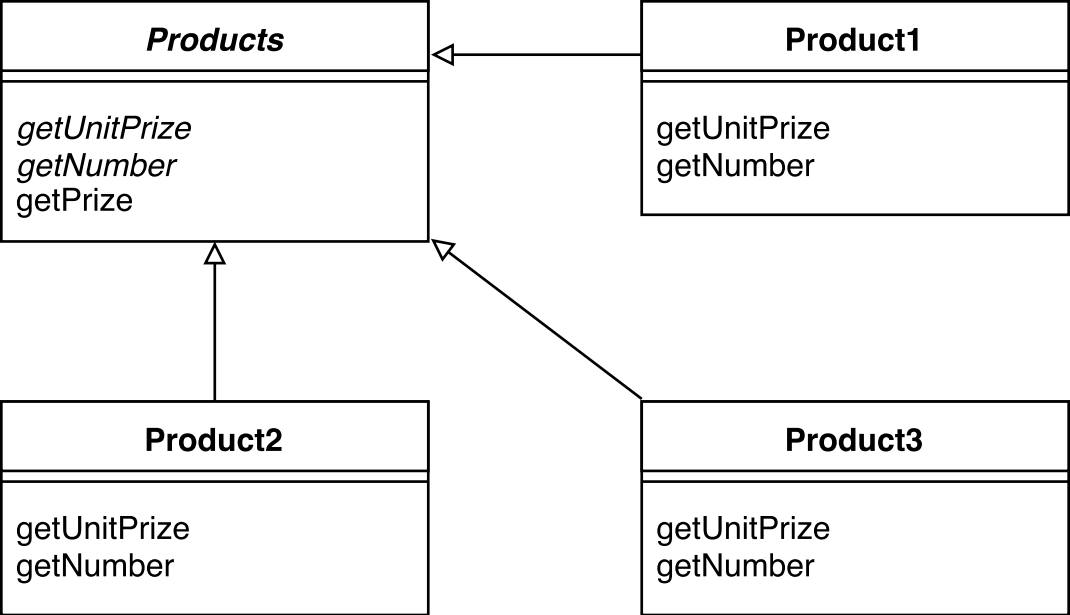 Products
getUnitPrize
getNumber
getPrize
Product1
getUnitPrize
getNumber
Product2
getUnitPrize
getNumber
Product3
getUnitPrize
getNumber